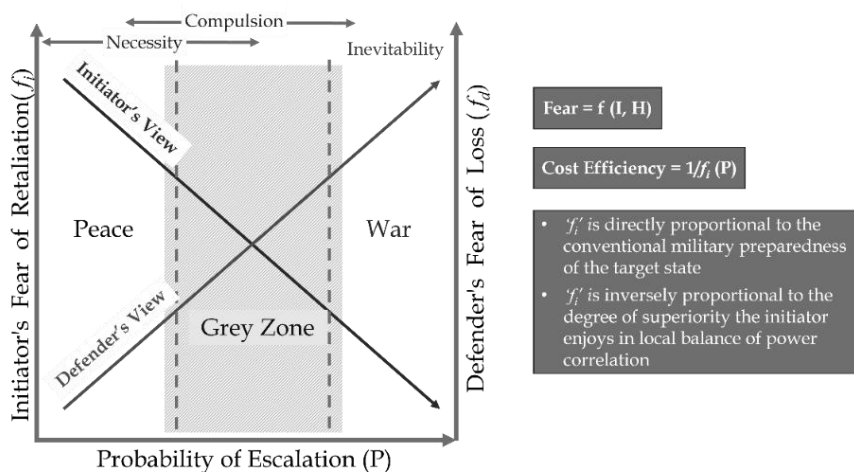 Compulsion
Necessity
Inevitability
Initiator's Fear of Retaliation(fi)
Initiator's View
Defender's View
Peace
War
Grey Zone
Defender's Fear of Loss (fd)
Probability of Escalation (P)
Fear = f (I, H)
Cost Efficiency = 1/fi (P)
• 'fi' is directly proportional to the
conventional military preparedness
of the target state
• 'fi' is inversely proportional to the
degree of superiority the initiator
enjoys in local balance of power
correlation